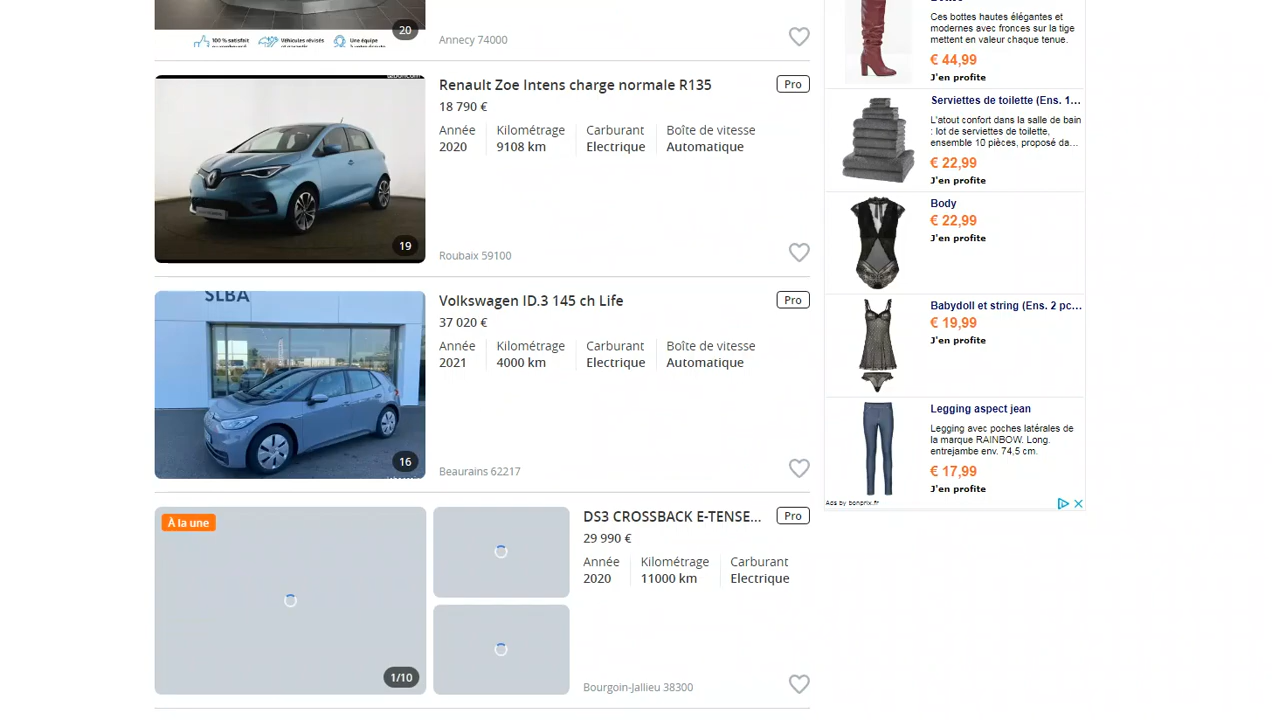 20
100 % satisfait
Véhicules révisés
Une équipe
Annecy 74000
Renault Zoe Intens charge normale R135
Pro
18 790 €
Année
Kilométrage
Carburant
Boîte de vitesse
2020
9108 km
Electrique
Automatique
19
Roubaix 59100
SLBA
Volkswagen ID.3 145 ch Life
Pro
37 020 €
Année
Kilométrage
Carburant
Boîte de vitesse
2021
4000 km
Electrique
Automatique
16
Beaurains 62217
À la une
1/10
DS3 CROSSBACK E-TENSE...
Pro
29 990 €
Année
Kilométrage
Carburant
2020
11000 km
Electrique
Bourgoin-Jallieu 38300
Ces bottes hautes élégantes et
modernes avec fronces sur la tige
mettent en valeur chaque tenue.
€ 44,99
J'en profite
Serviettes de toilette (Ens. 1...
L'atout confort dans la salle de bain
: lot de serviettes de toilette,
ensemble 10 pièces, proposé da...
€ 22,99
J'en profite
Body
€ 22,99
J'en profite
Babydoll et string (Ens. 2 pc...
€ 19,99
J'en profite
Legging aspect jean
Legging avec poches latérales de
la marque RAINBOW. Long.
entrejambe env. 74,5 cm.
€ 17,99
J'en profite
Ads by bonprix.fr